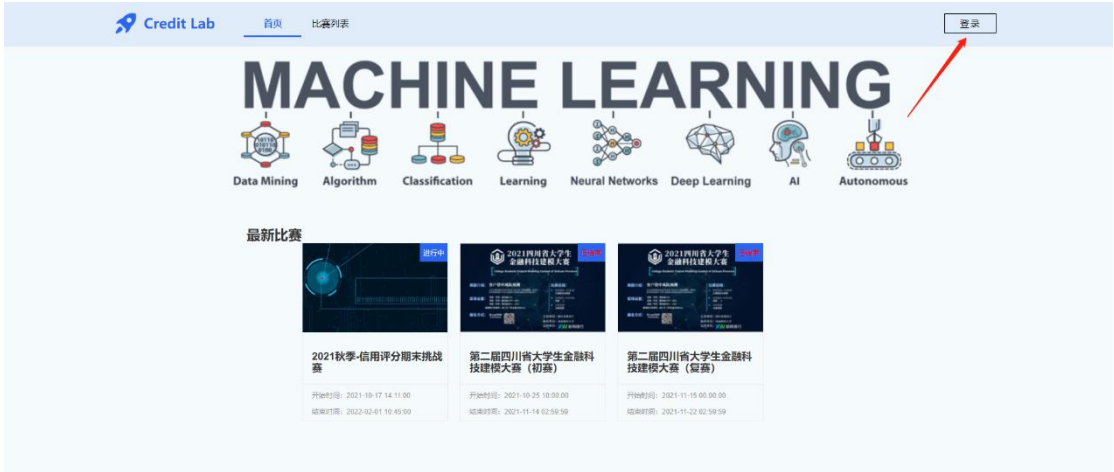 Credit Lab
首页
比赛列表
登录
MACHINE LEARNING
Data Mining
Algorithm
Classification
Learning
Neural Networks
Deep Learning
AI
Autonomous
最新比赛
进行中
2021四川省大学生
金融科技建模大赛
2021四川省大学生
金融科技建模大赛
2021秋季-信用评分期末挑战
赛
第二届四川省大学生金融科
技建模大赛（初赛）
第二届四川省大学生金融科
技建模大赛（复赛）
开始时间：2021-10-17 14:11:00
结束时间：2022-02-01 10:45:00
开始时间：2021-10-25 10:00:00
结束时间：2021-11-14 02:59:59
开始时间：2021-11-15 00:00:00
结束时间：2021-11-22 02:59:59